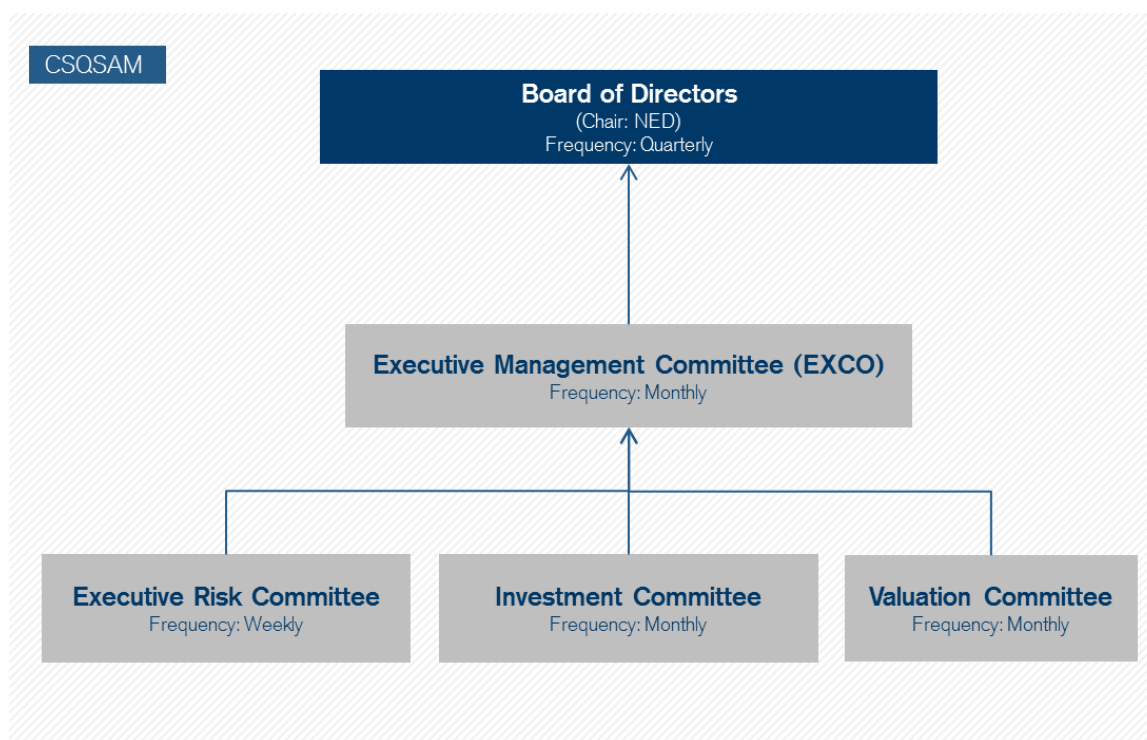 CSQSAM
Board of Directors
(Chair: NED)
Frequency: Quarterly
Executive Management Committee (EXCO)
Frequency: Monthly
Executive Risk Committee
Frequency: Weekly
Investment Committee
Frequency: Monthly
Valuation Committee
Frequency: Monthly